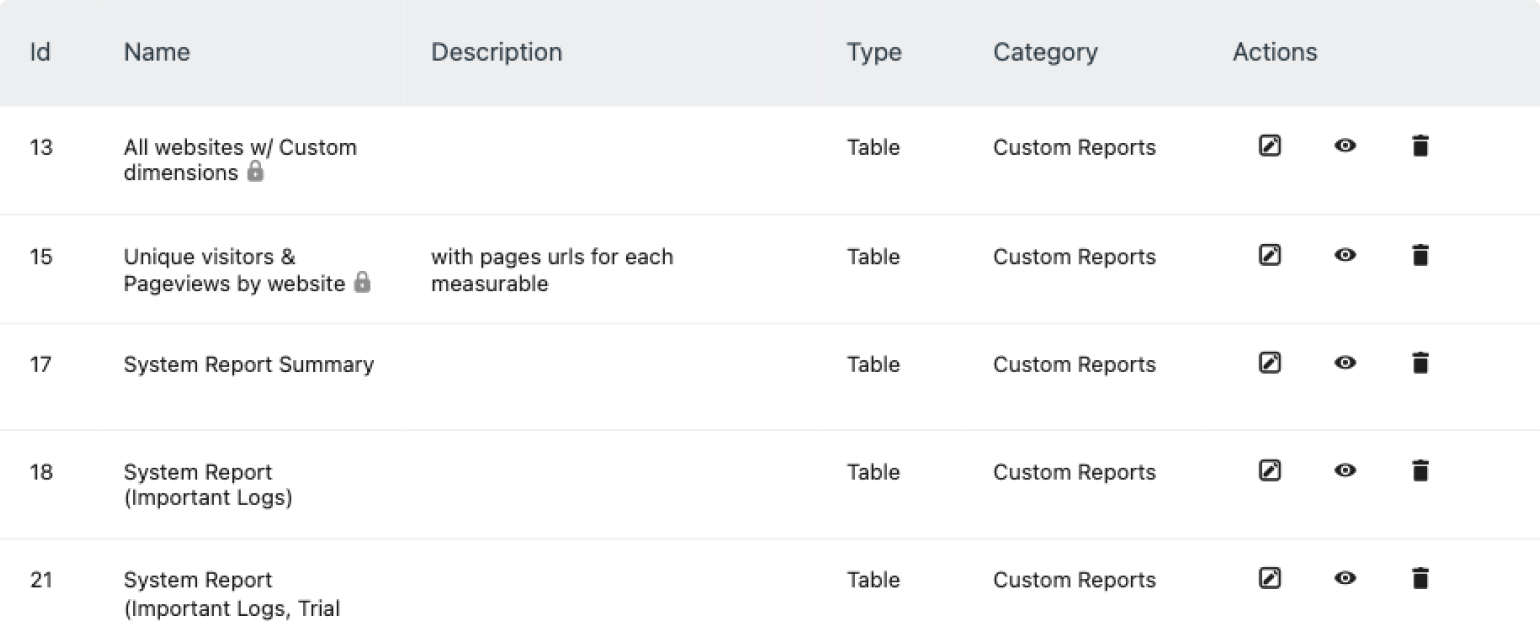 Id Name Description Type Category Actions
13 All websites w/ Custom Table Custom Reports
dimensions
15 Unique visitors & with pages urls for each Table Custom Reports
Pageviews by website measurable
17 System Report Summary Table Custom Reports
18 System Report Table Custom Reports
(Important Logs)
21 System Report Table Custom Reports
(Important Logs, Trial